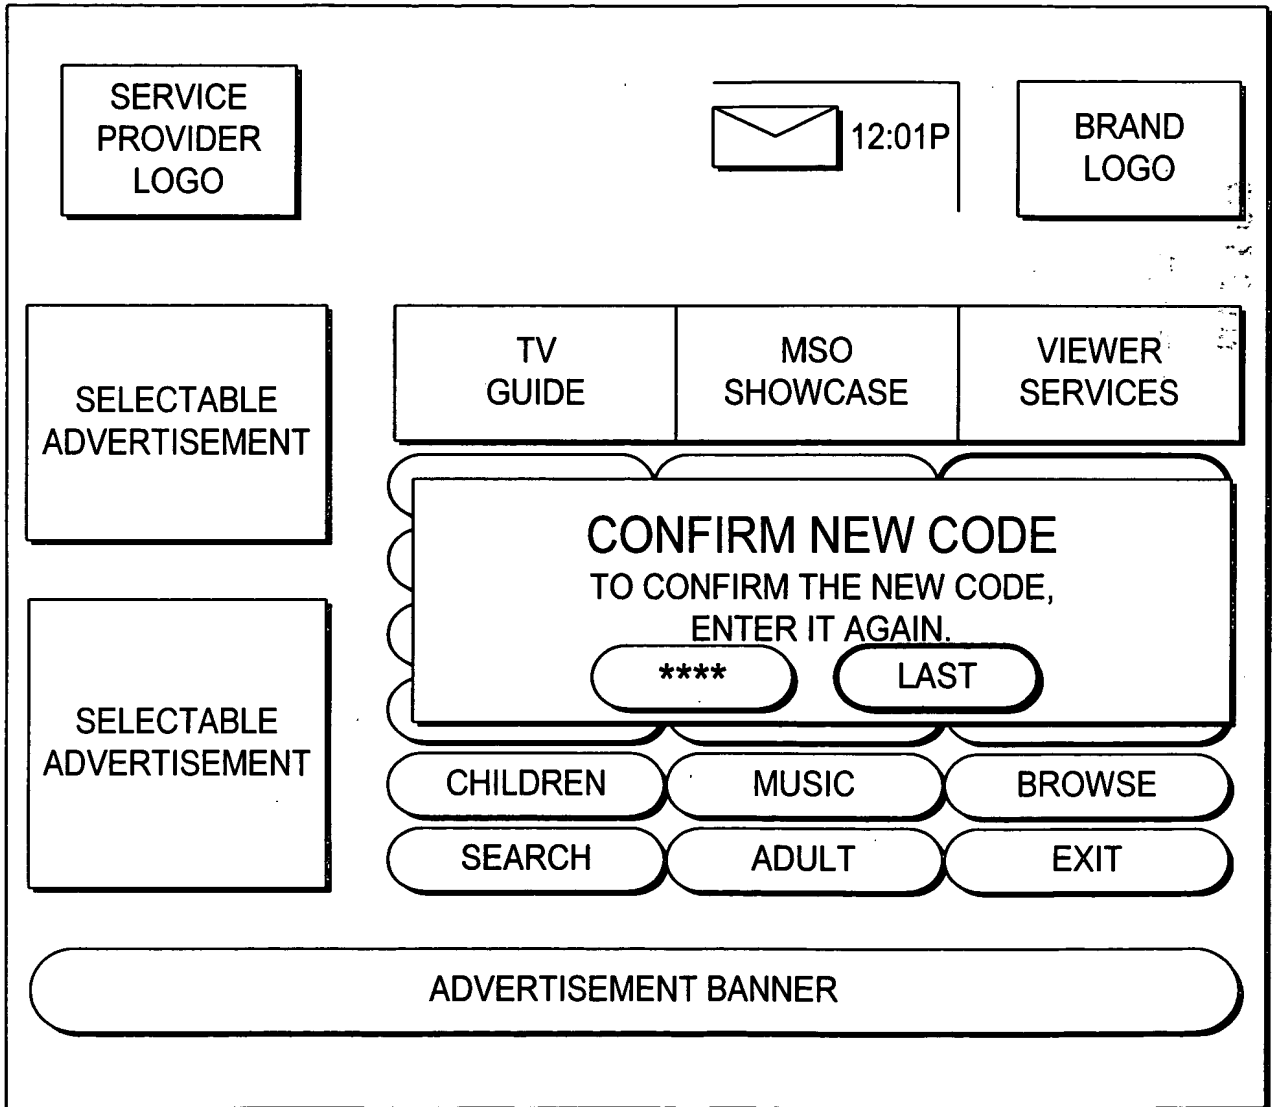 SERVICE
PROVIDER
LOGO
12:01P
BRAND
LOGO
SELECTABLE
ADVERTISEMENT
TV
GUIDE
MSO
SHOWCASE
VIEWER
SERVICES
CONFIRM NEW CODE
TO CONFIRM THE NEW CODE,
ENTER IT AGAIN.
**** LAST
SELECTABLE
ADVERTISEMENT
CHILDREN MUSIC BROWSE
SEARCH ADULT EXIT
ADVERTISEMENT BANNER